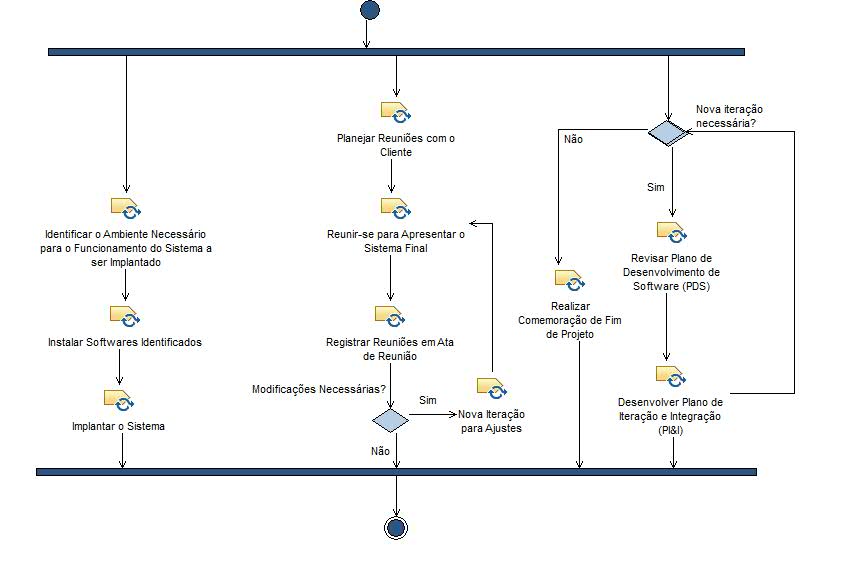 Nova iteração
necessária?
Não
Planejar Reuniões com o
Cliente
Sim
Identificar o Ambiente Necessário
para o Funcionamento do Sistema a
ser Implantado
Reunir-se para Apresentar o
Sistema Final
Revisar Plano de
Desenvolvimento de
Software (PDS)
Realizar
Comemoração de Fim
de Projeto
Instalar Softwares Identificados
Registrar Reuniões em Ata
de Reunião
Modificações Necessárias?
Sim
Nova Iteração
para Ajustes
Desenvolver Plano de
Iteração e Integração
(PI&I)
Implantar o Sistema
Não